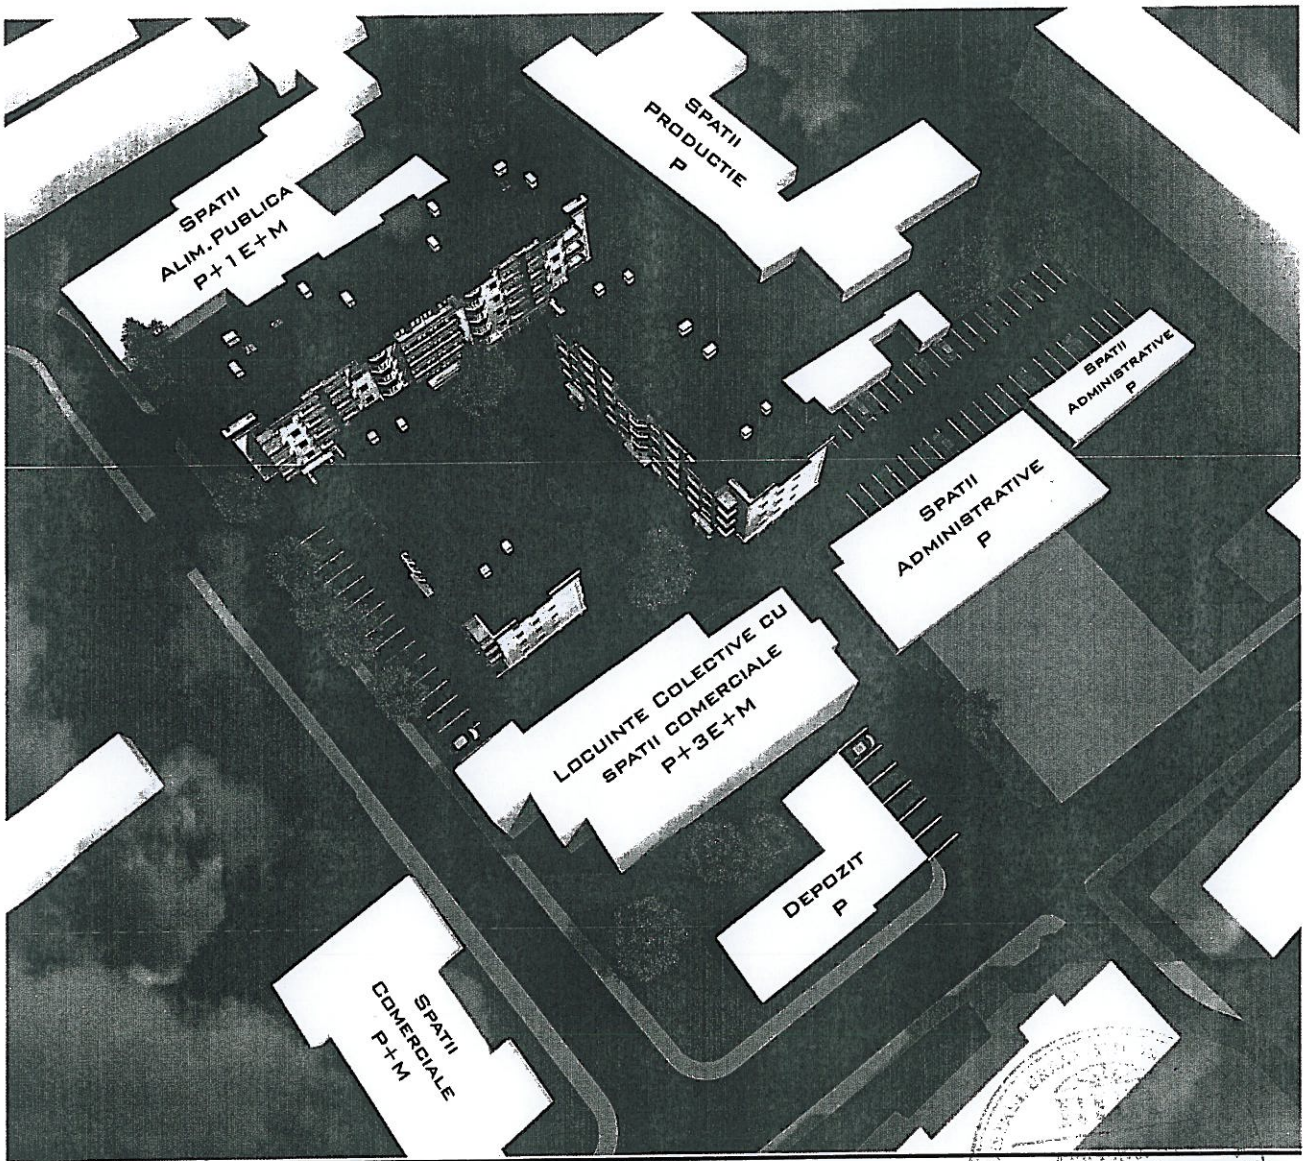 SPATII
PRODUCTIE
P
SPATII
ALIM.PUBLICA
P+1E+M
SPATII
ADMINISTRATIVE
P
SPATII
ADMINISTRATIVE
P
LOCUINTE COLECTIVE CU
SPATII COMERCIALE
P+3E+M
DEPOZIT
P
SPATII
COMERCIALE
P+M